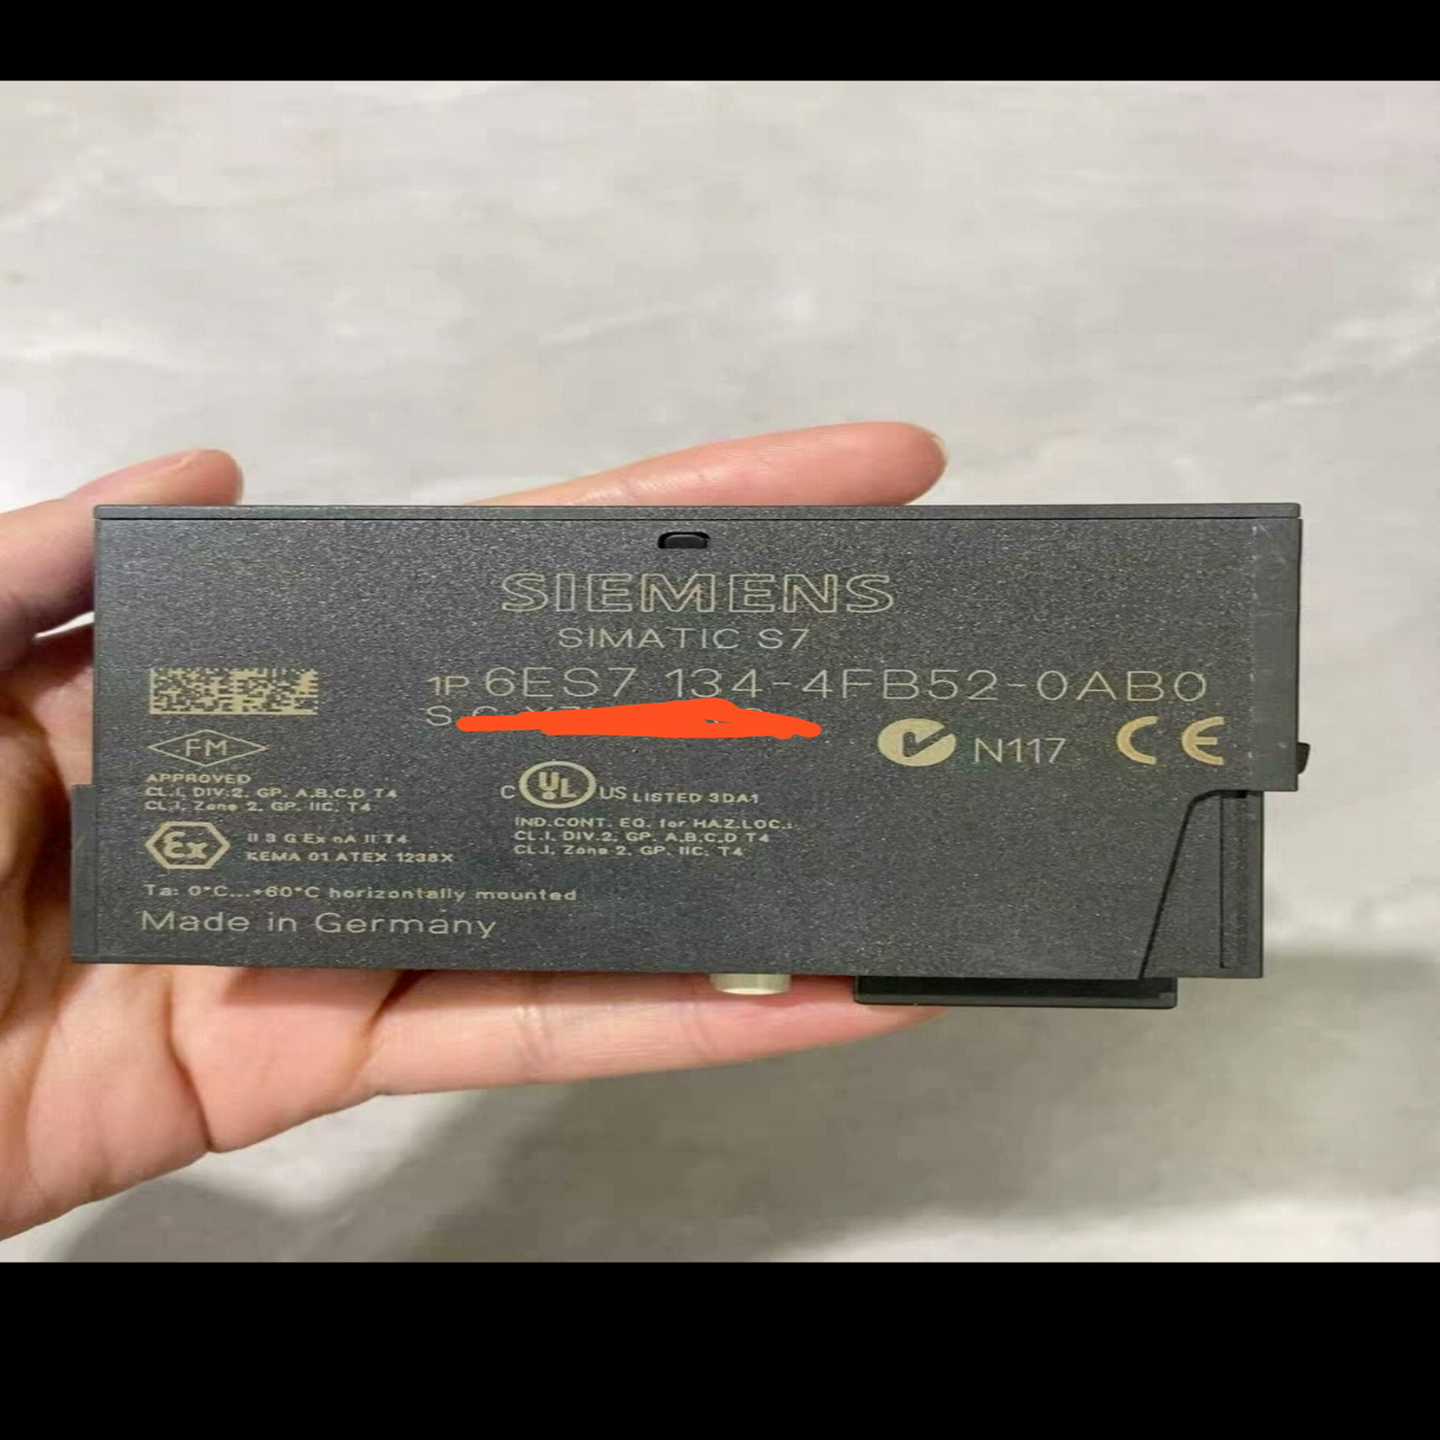 SIEMENS
SIMATIC S7
1P 6ES7 134-4FB52-0AB0
S
N117 CE
FM
APPROVED
CL.I, DIV.2, GP. A,B,C,D T4
CL.I, Zone 2, GP. IIC, T4
C UL US LISTED 3DA1
IND.CONT. EQ. for HAZ.LOC.:
CL.I, DIV.2, GP. A,B,C,D T4
CL.I, Zone 2, GP. IIC, T4
Ex II 3 G Ex nA II T4
KEMA 01 ATEX 1238X
Ta: 0°C...+60°C horizontally mounted
Made in Germany